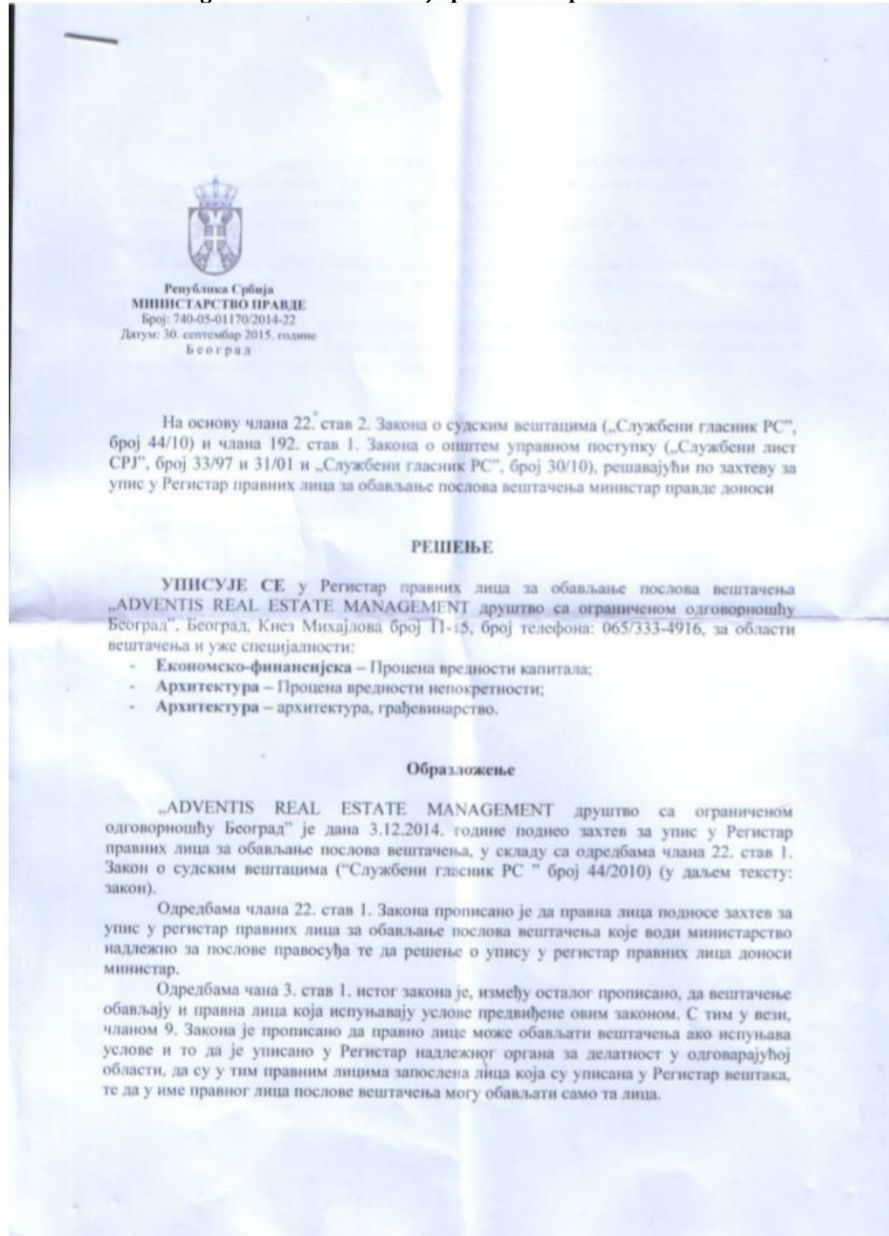 Република Србија
МИНИСТАРСТВО ПРАВДЕ
Број: 740-05-01170/2014-22
Датум: 30. септембар 2015. године
Београд
На основу члана 22. став 2. Закона о судским вештацима („Службени гласник РС”,
број 44/10) и члана 192. став 1. Закона о општем управном поступку („Службени лист
СРЈ”, број 33/97 и 31/01 и „Службени гласник РС”, број 30/10), решавајући по захтеву за
упис у Регистар правних лица за обављање послова вештачења министар правде доноси
РЕШЕЊЕ
УПИСУЈЕ СЕ у Регистар правних лица за обављање послова вештачења
„ADVENTIS REAL ESTATE MANAGEMENT друштво са ограниченом одговорношћу
Београд”, Београд, Кнез Михајлова број 11-15, број телефона: 065/333-4916, за области
вештачења и уже специјалности:
- Економско-финансијска – Процена вредности капитала;
- Архитектура – Процена вредности непокретности;
- Архитектура – архитектура, грађевинарство.
Образложење
„ADVENTIS REAL ESTATE MANAGEMENT друштво са ограниченом
одговорношћу Београд” је дана 3.12.2014. године поднео захтев за упис у Регистар
правних лица за обављање послова вештачења, у складу са одредбама члана 22. став 1.
Закон о судским вештацима (“Службени гласник РС ” број 44/2010) (у даљем тексту:
закон).
Одредбама члана 22. став 1. Закона прописано је да правна лица подносе захтев за
упис у регистар правних лица за обављање послова вештачења које води министарство
надлежно за послове правосуђа те да решење о упису у регистар правних лица доноси
министар.
Одредбама чана 3. став 1. истог закона је, између осталог прописано, да вештачење
обављају и правна лица која испуњавају услове предвиђене овим законом. С тим у вези,
чланом 9. Закона је прописано да правно лице може обављати вештачења ако испуњава
услове и то да је уписано у Регистар надлежног органа за делатност у одговарајућој
области, да су у тим правним лицима запослена лица која су уписана у Регистар вештака,
те да у име правног лица послове вештачења могу обављати само та лица.